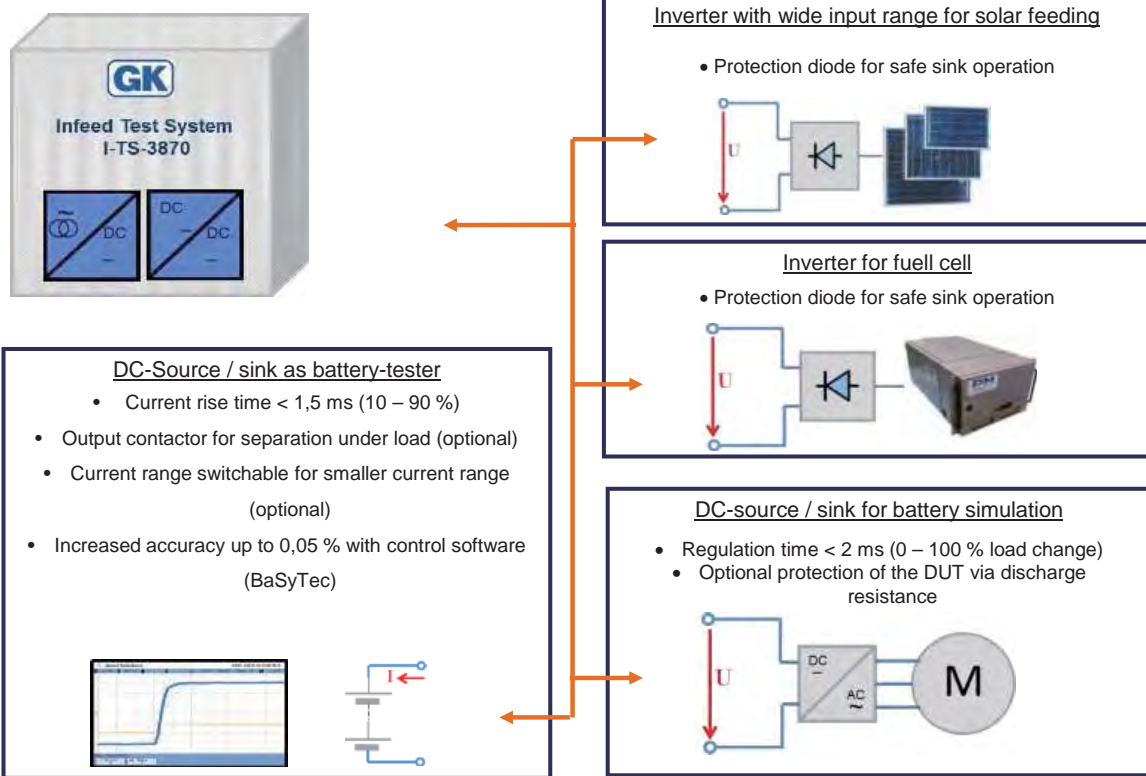 GK
Infeed Test System
I-TS-3870
DC
DC
DC
Inverter with wide input range for solar feeding
• Protection diode for safe sink operation
U
Inverter for fuell cell
• Protection diode for safe sink operation
U
DC-Source / sink as battery-tester
• Current rise time < 1,5 ms (10 – 90 %)
• Output contactor for separation under load (optional)
• Current range switchable for smaller current range
(optional)
• Increased accuracy up to 0,05 % with control software
(BaSyTec)
I
DC-source / sink for battery simulation
• Regulation time < 2 ms (0 – 100 % load change)
• Optional protection of the DUT via discharge
resistance
U
DC
AC
M